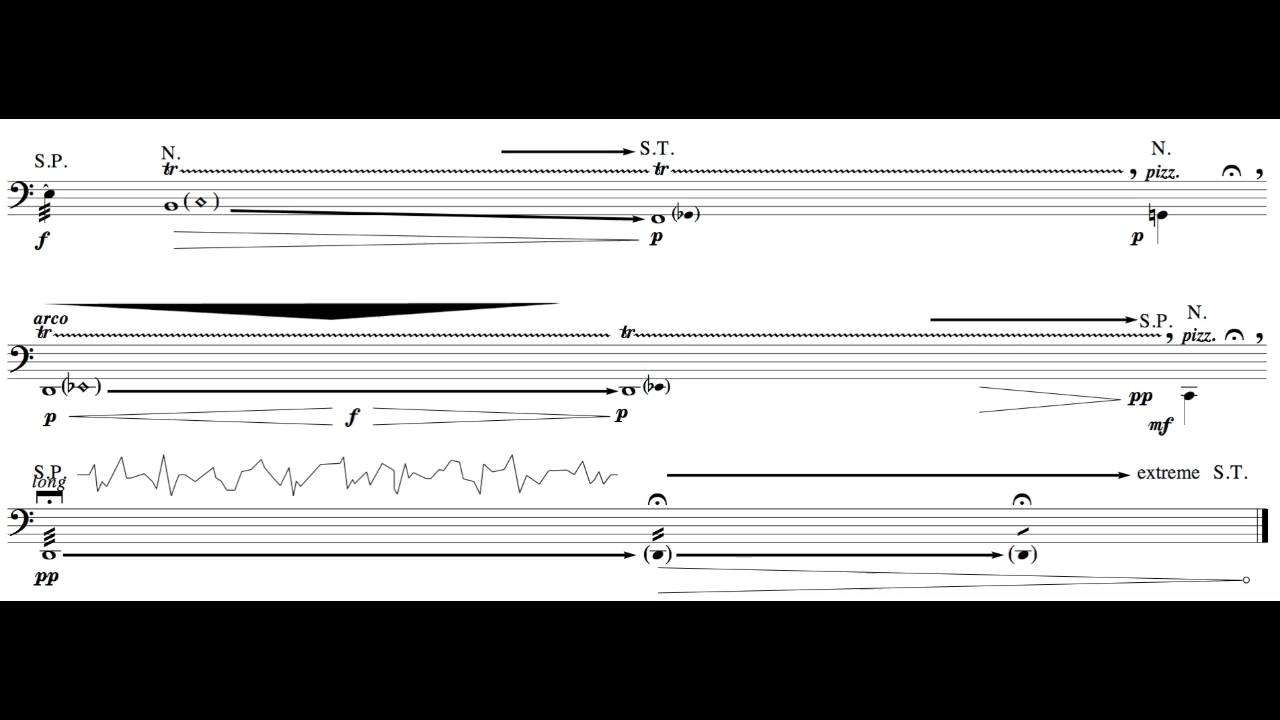 S.P. N. S.T. N.
tr tr pizz.
f p p
arco S.P. N.
tr tr pizz.
p f p pp mf
S.P. extreme S.T.
long
pp